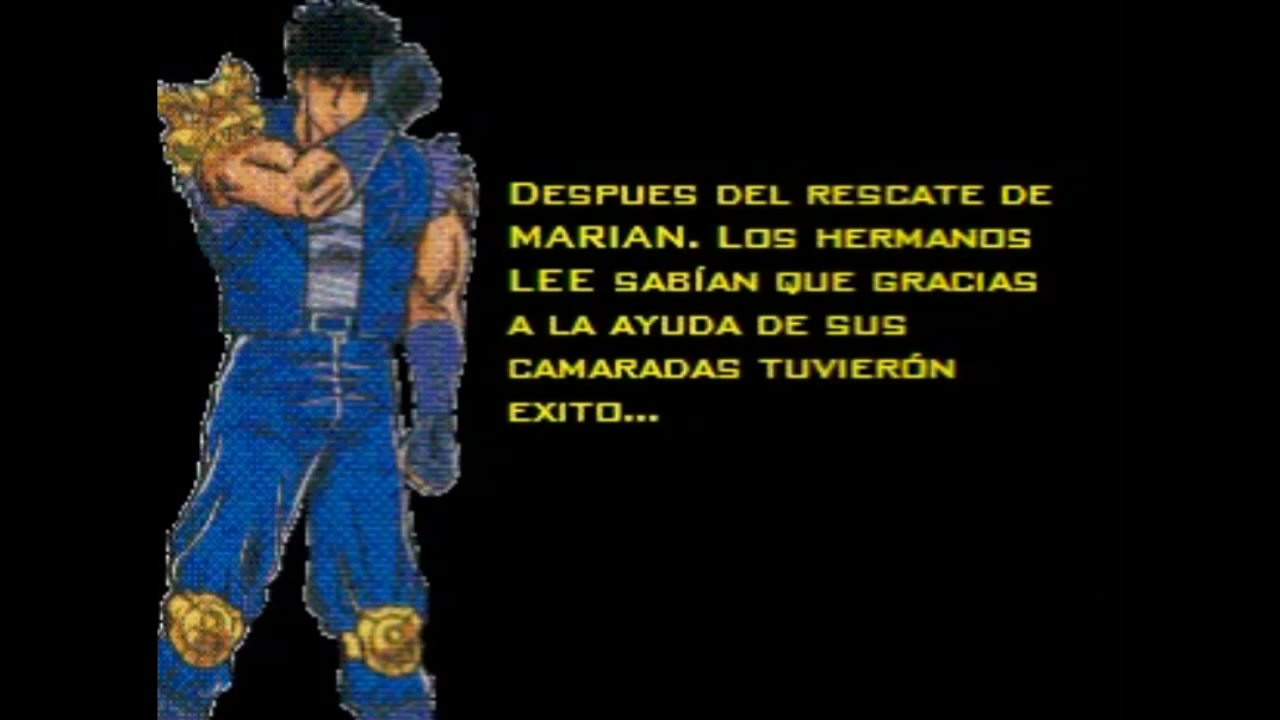 DESPUES DEL RESCATE DE
MARIAN. LOS HERMANOS
LEE SABÍAN QUE GRACIAS
A LA AYUDA DE SUS
CAMARADAS TUVIERÓN
EXITO...